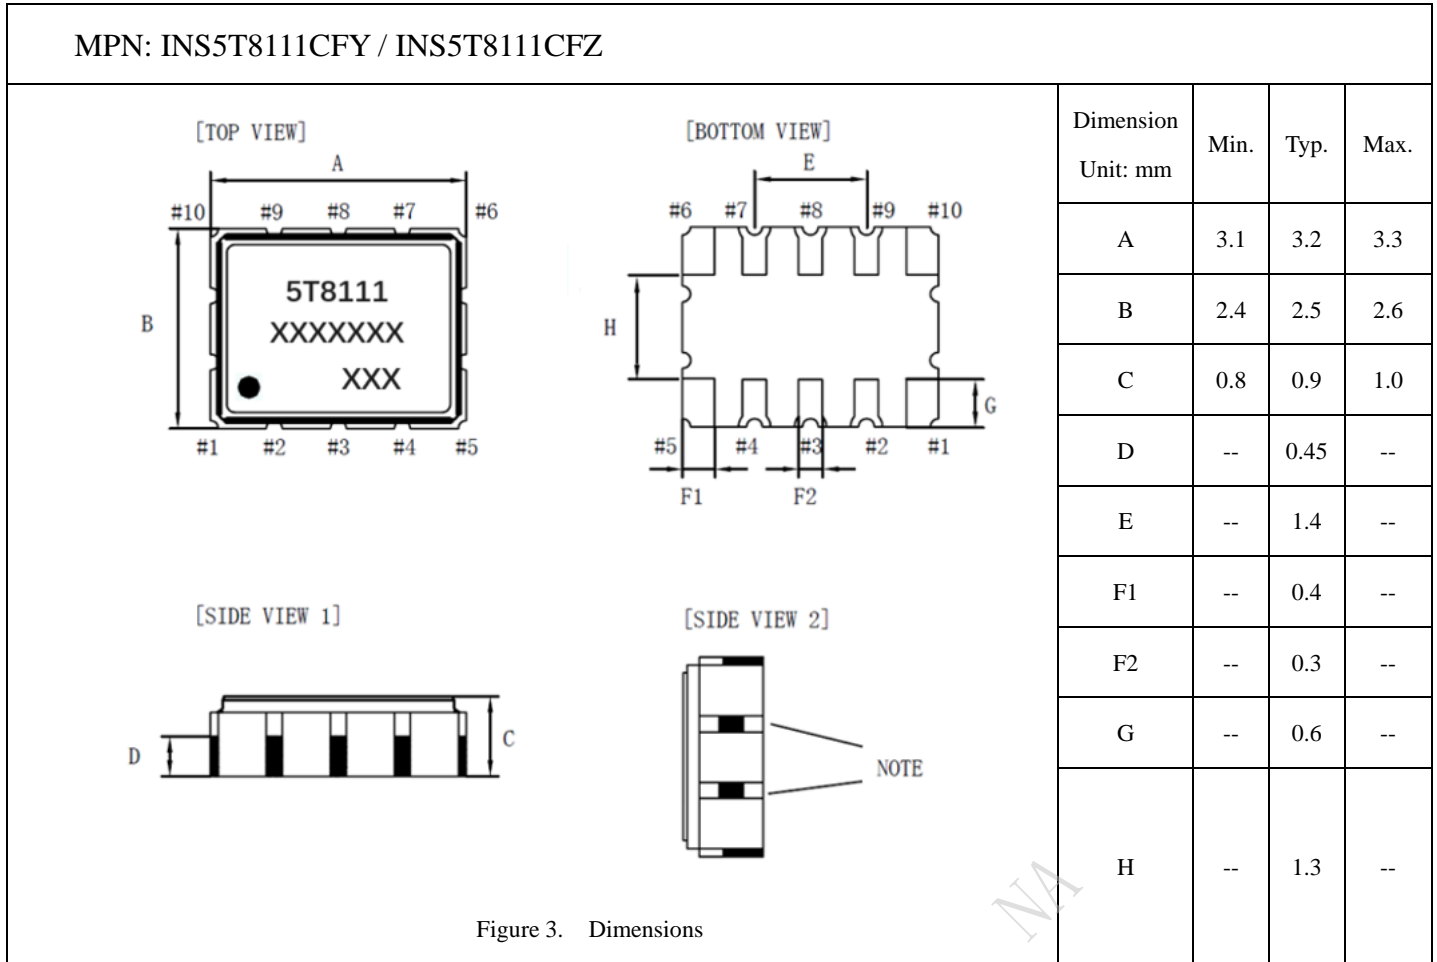 MPN: INS5T8111CFY / INS5T8111CFZ
[TOP VIEW]
A
#10 #9 #8 #7 #6
B
5T8111
XXXXXXX
XXX
#1 #2 #3 #4 #5
[BOTTOM VIEW]
E
#6 #7 #8 #9 #10
H
G
#5 #4 #3 #2 #1
F1 F2
[SIDE VIEW 1]
D
C
[SIDE VIEW 2]
NOTE
Figure 3. Dimensions
Dimension
Unit: mm
Min. Typ. Max.
A 3.1 3.2 3.3
B 2.4 2.5 2.6
C 0.8 0.9 1.0
D -- 0.45 --
E -- 1.4 --
F1 -- 0.4 --
F2 -- 0.3 --
G -- 0.6 --
H -- 1.3 --
NA